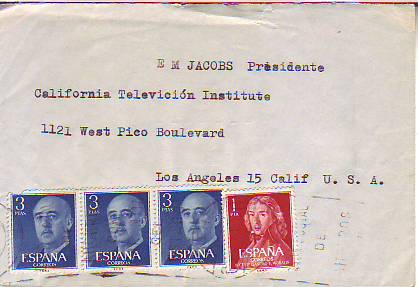 E M JACOBS Président
California Televición Institute
1121 West Pico Boulevard
Los Angeles 15 Calif U. S. A.
3 PTAS 3 PTAS 3 PTAS 1 PTA
ESPAÑA ESPAÑA ESPAÑA ESPAÑA
CORREOS CORREOS CORREOS CORREOS